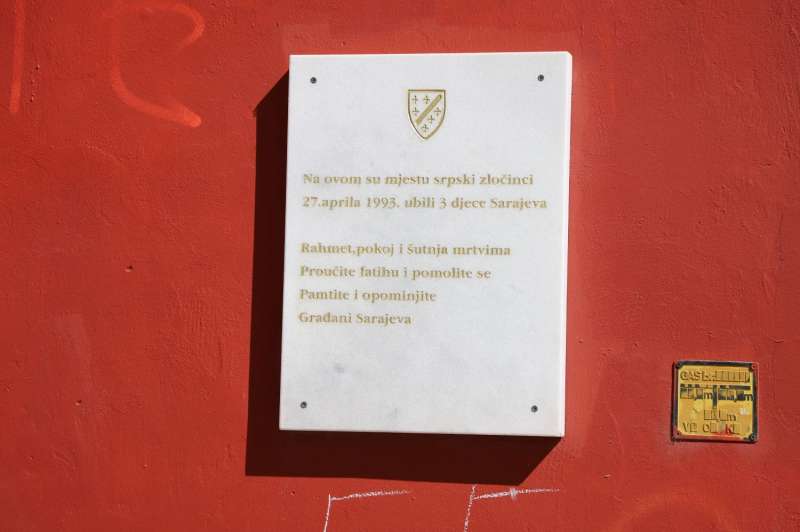 Na ovom su mjestu srpski zločinci
27.aprila 1993. ubili 3 djece Sarajeva
Rahmet,pokoj i šutnja mrtvima
Proučite fatihu i pomolite se
Pamtite i opominjite
Građani Sarajeva